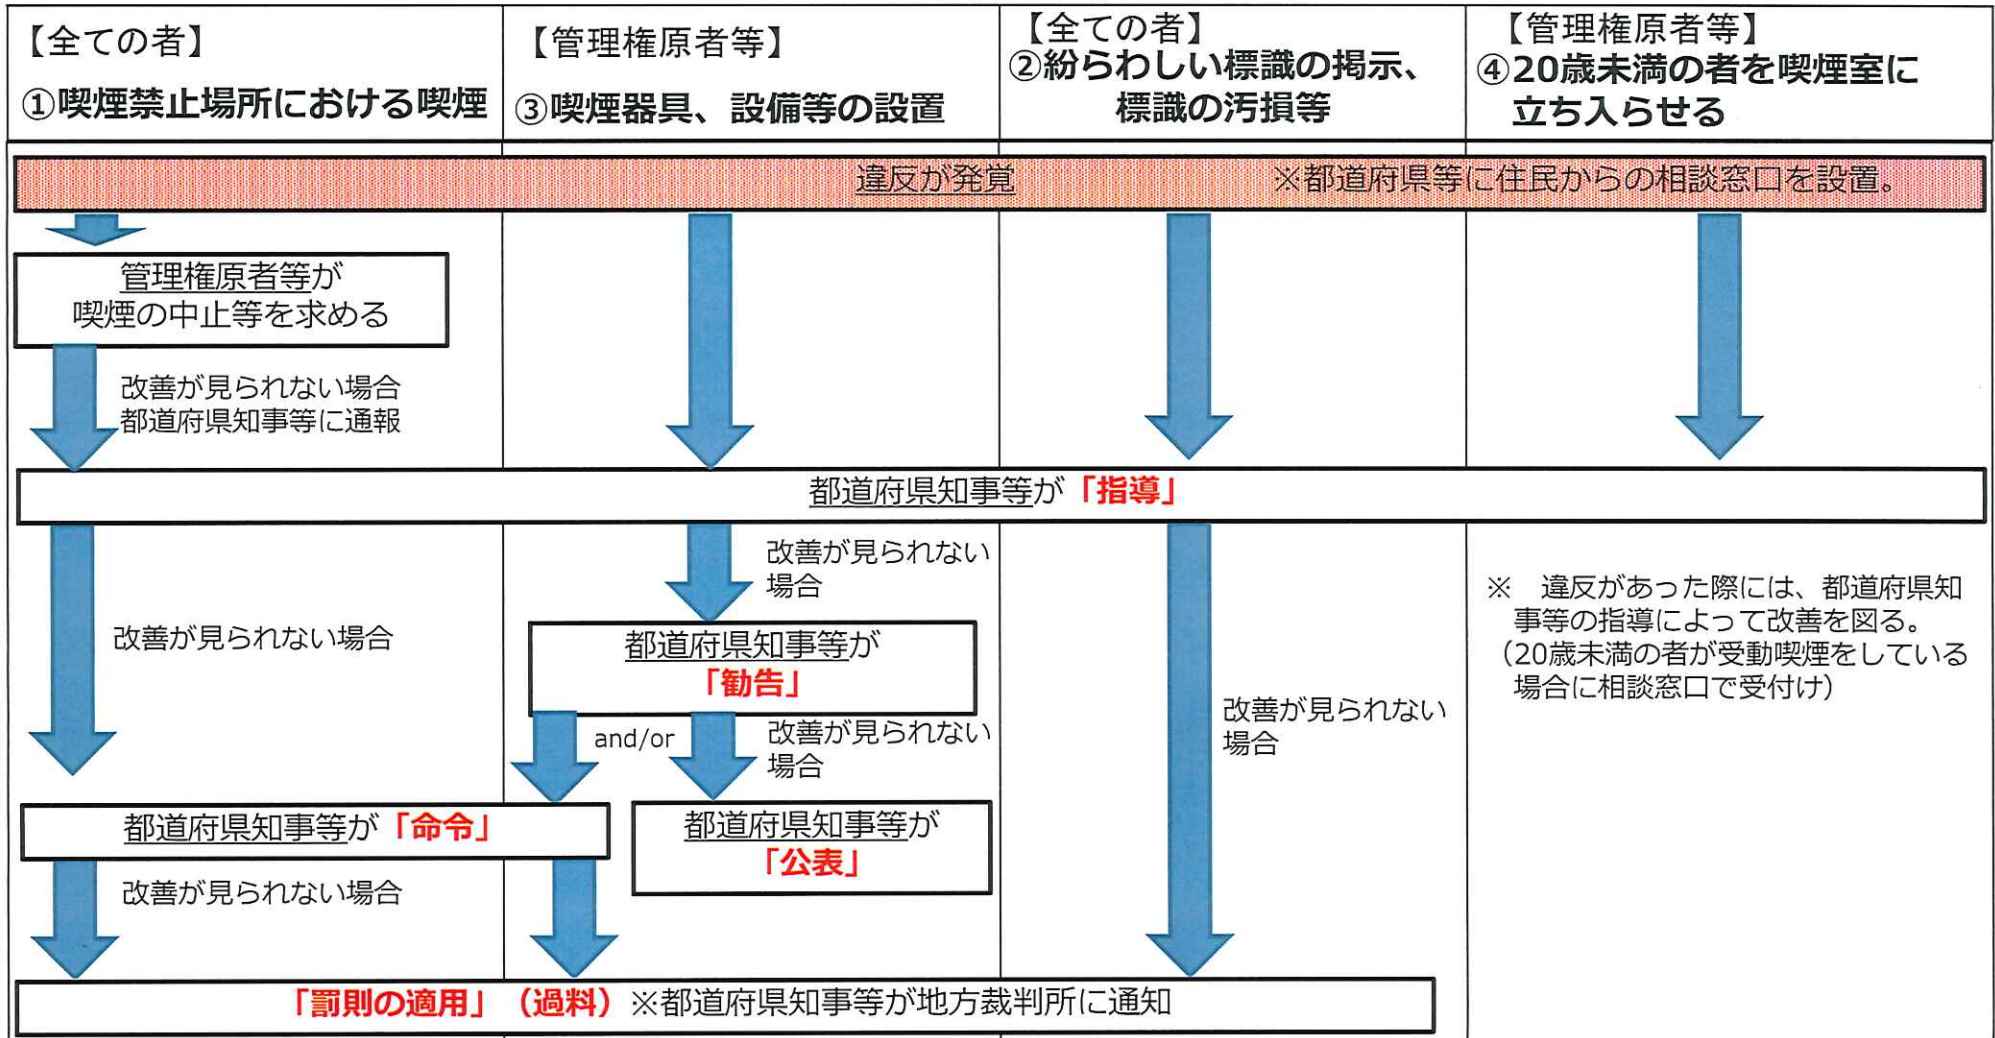 【全ての者】
①喫煙禁止場所における喫煙
【管理権原者等】
③喫煙器具、設備等の設置
【全ての者】
②紛らわしい標識の掲示、
標識の汚損等
【管理権原者等】
④20歳未満の者を喫煙室に
立ち入らせる
違反が発覚 ※都道府県等に住民からの相談窓口を設置。
管理権原者等が
喫煙の中止等を求める
改善が見られない場合
都道府県知事等に通報
都道府県知事等が「指導」
改善が見られない場合
改善が見られない
場合
都道府県知事等が
「勧告」
and/or
改善が見られない
場合
改善が見られない
場合
※　違反があった際には、都道府県知
事等の指導によって改善を図る。
（20歳未満の者が受動喫煙をしている
場合に相談窓口で受付け）
都道府県知事等が「命令」
都道府県知事等が
「公表」
改善が見られない場合
「罰則の適用」（過料）※都道府県知事等が地方裁判所に通知